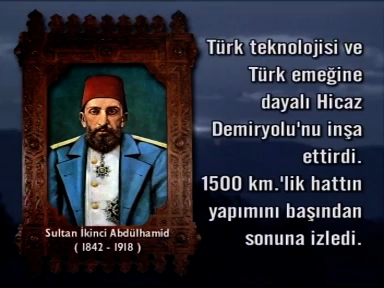 Türk teknolojisi ve
Türk emeğine
dayalı Hicaz
Demiryolu'nu inşa
ettirdi.
1500 km.'lik hattın
yapımını başından
sonuna izledi.
Sultan İkinci Abdülhamid
( 1842 - 1918 )